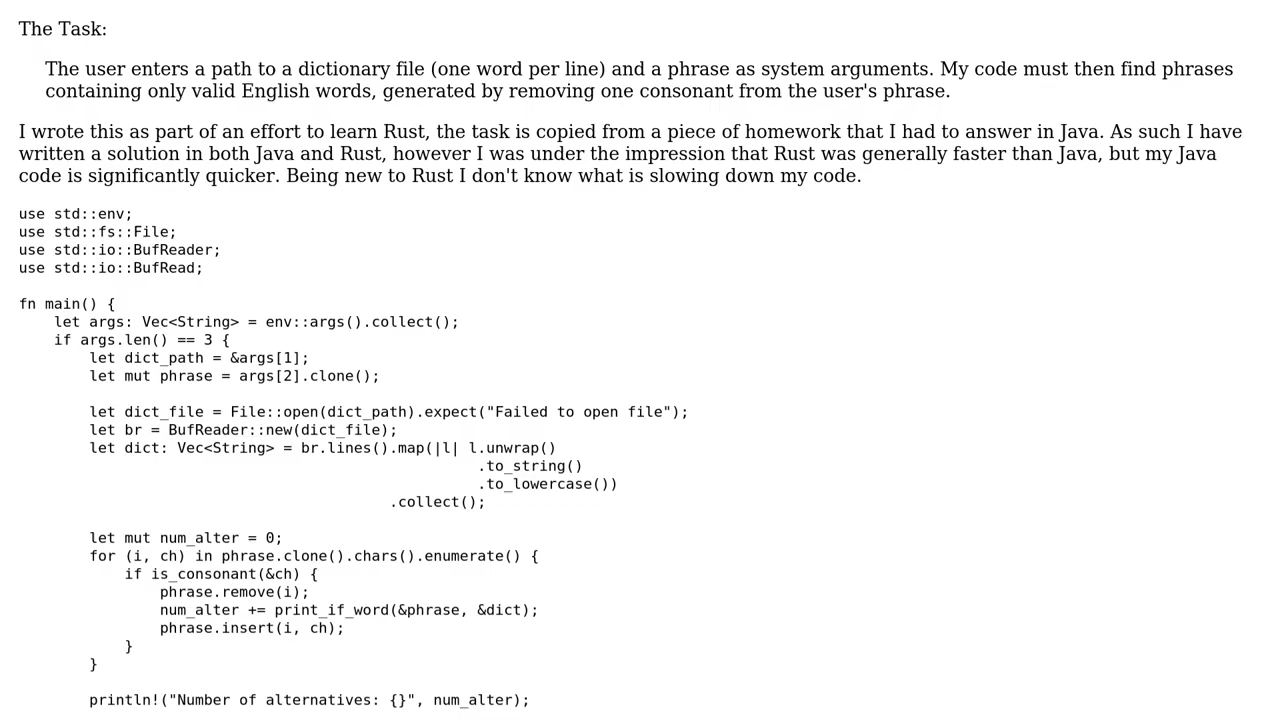 The Task:
The user enters a path to a dictionary file (one word per line) and a phrase as system arguments. My code must then find phrases
containing only valid English words, generated by removing one consonant from the user's phrase.
I wrote this as part of an effort to learn Rust, the task is copied from a piece of homework that I had to answer in Java. As such I have
written a solution in both Java and Rust, however I was under the impression that Rust was generally faster than Java, but my Java
code is significantly quicker. Being new to Rust I don't know what is slowing down my code.
use std::env;
use std::fs::File;
use std::io::BufReader;
use std::io::BufRead;

fn main() {
    let args: Vec<String> = env::args().collect();
    if args.len() == 3 {
        let dict_path = &args[1];
        let mut phrase = args[2].clone();

        let dict_file = File::open(dict_path).expect("Failed to open file");
        let br = BufReader::new(dict_file);
        let dict: Vec<String> = br.lines().map(|l| l.unwrap()
                                                    .to_string()
                                                    .to_lowercase())
                                          .collect();

        let mut num_alter = 0;
        for (i, ch) in phrase.clone().chars().enumerate() {
            if is_consonant(&ch) {
                phrase.remove(i);
                num_alter += print_if_word(&phrase, &dict);
                phrase.insert(i, ch);
            }
        }

        println!("Number of alternatives: {}", num_alter);